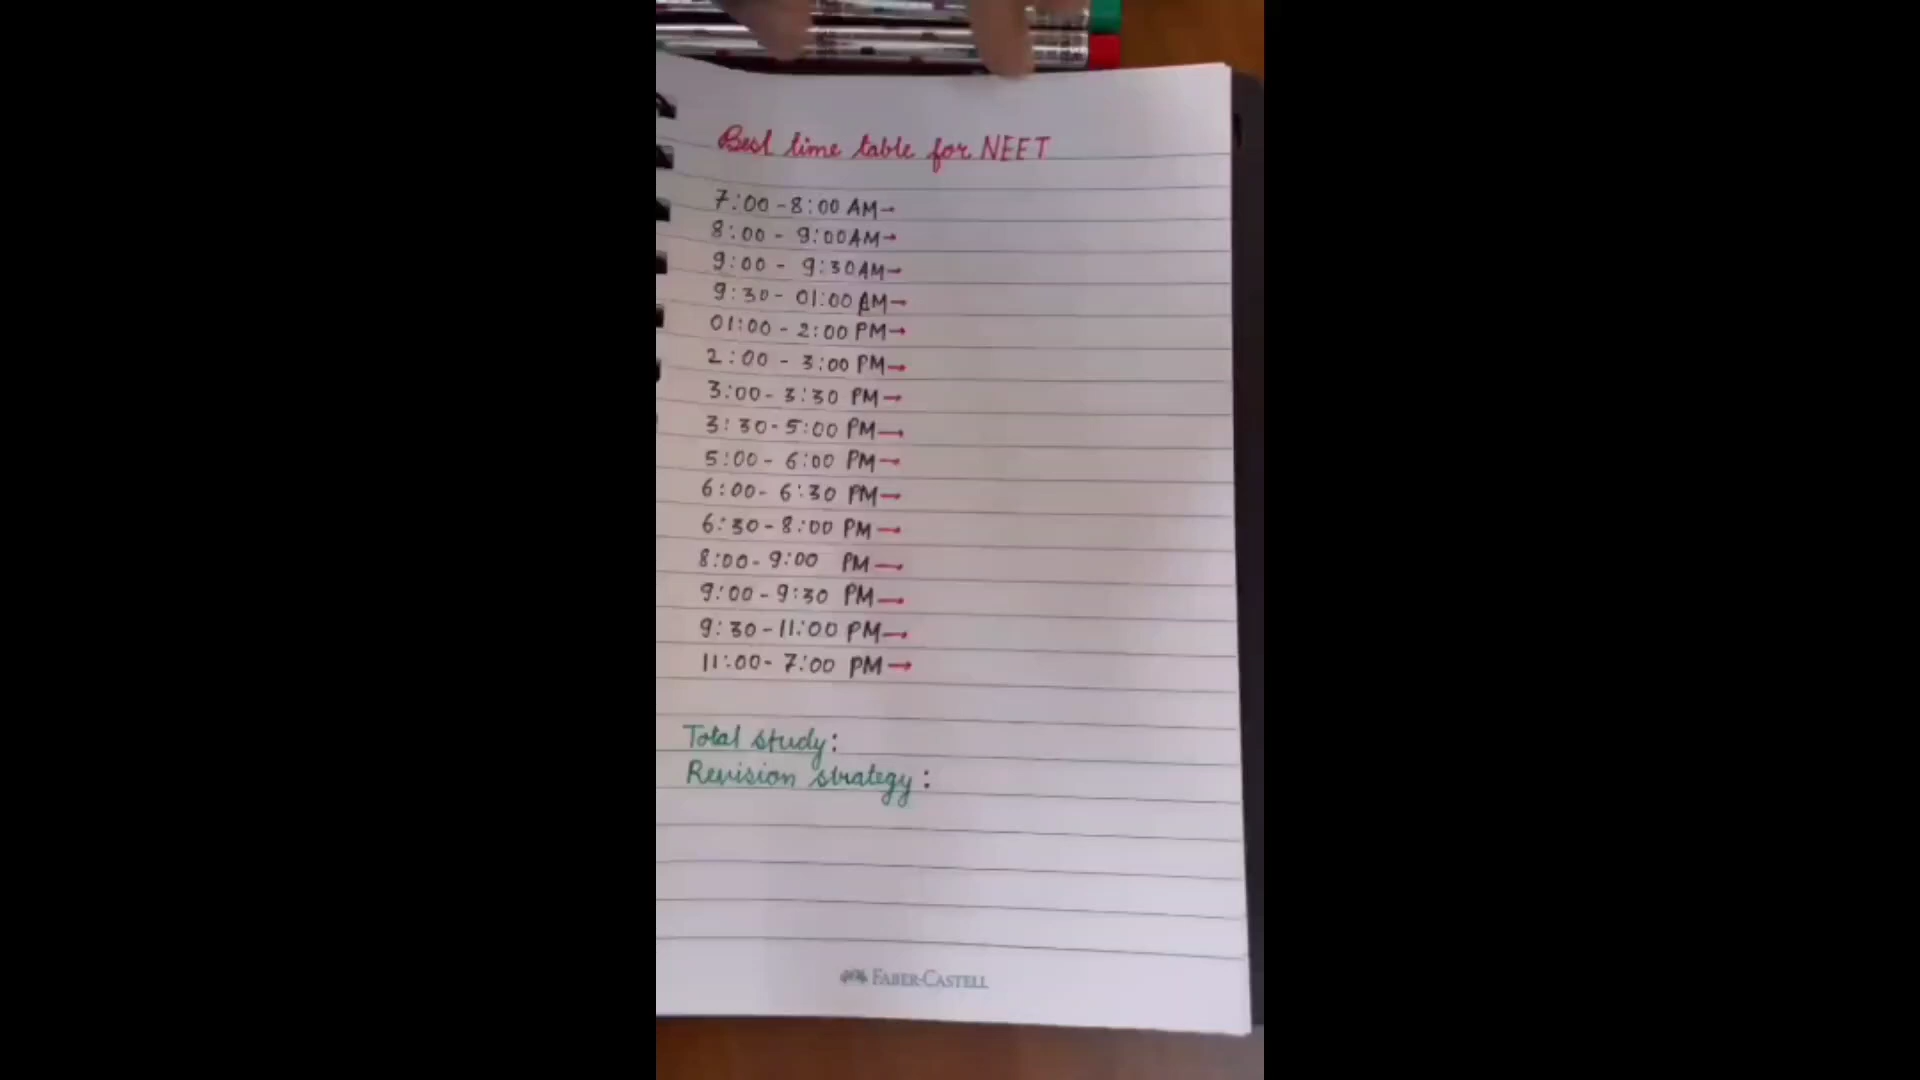 Best time table for NEET
7:00 - 8:00 AM→
8:00 - 9:00AM→
9:00 - 9:30AM→
9:30 - 01:00 AM→
01:00 - 2:00 PM→
2:00 - 3:00 PM→
3:00 - 3:30 PM→
3:30 - 5:00 PM→
5:00 - 6:00 PM→
6:00 - 6:30 PM→
6:30 - 8:00 PM→
8:00 - 9:00 PM→
9:00 - 9:30 PM→
9:30 - 11:00 PM→
11:00 - 7:00 PM→
Total study:
Revision strategy:
FABER-CASTELL